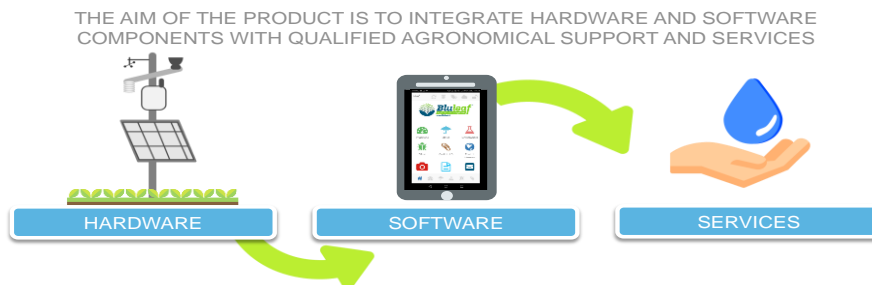 THE AIM OF THE PRODUCT IS TO INTEGRATE HARDWARE AND SOFTWARE
COMPONENTS WITH QUALIFIED AGRONOMICAL SUPPORT AND SERVICES
Bluleaf
HARDWARE
SOFTWARE
SERVICES